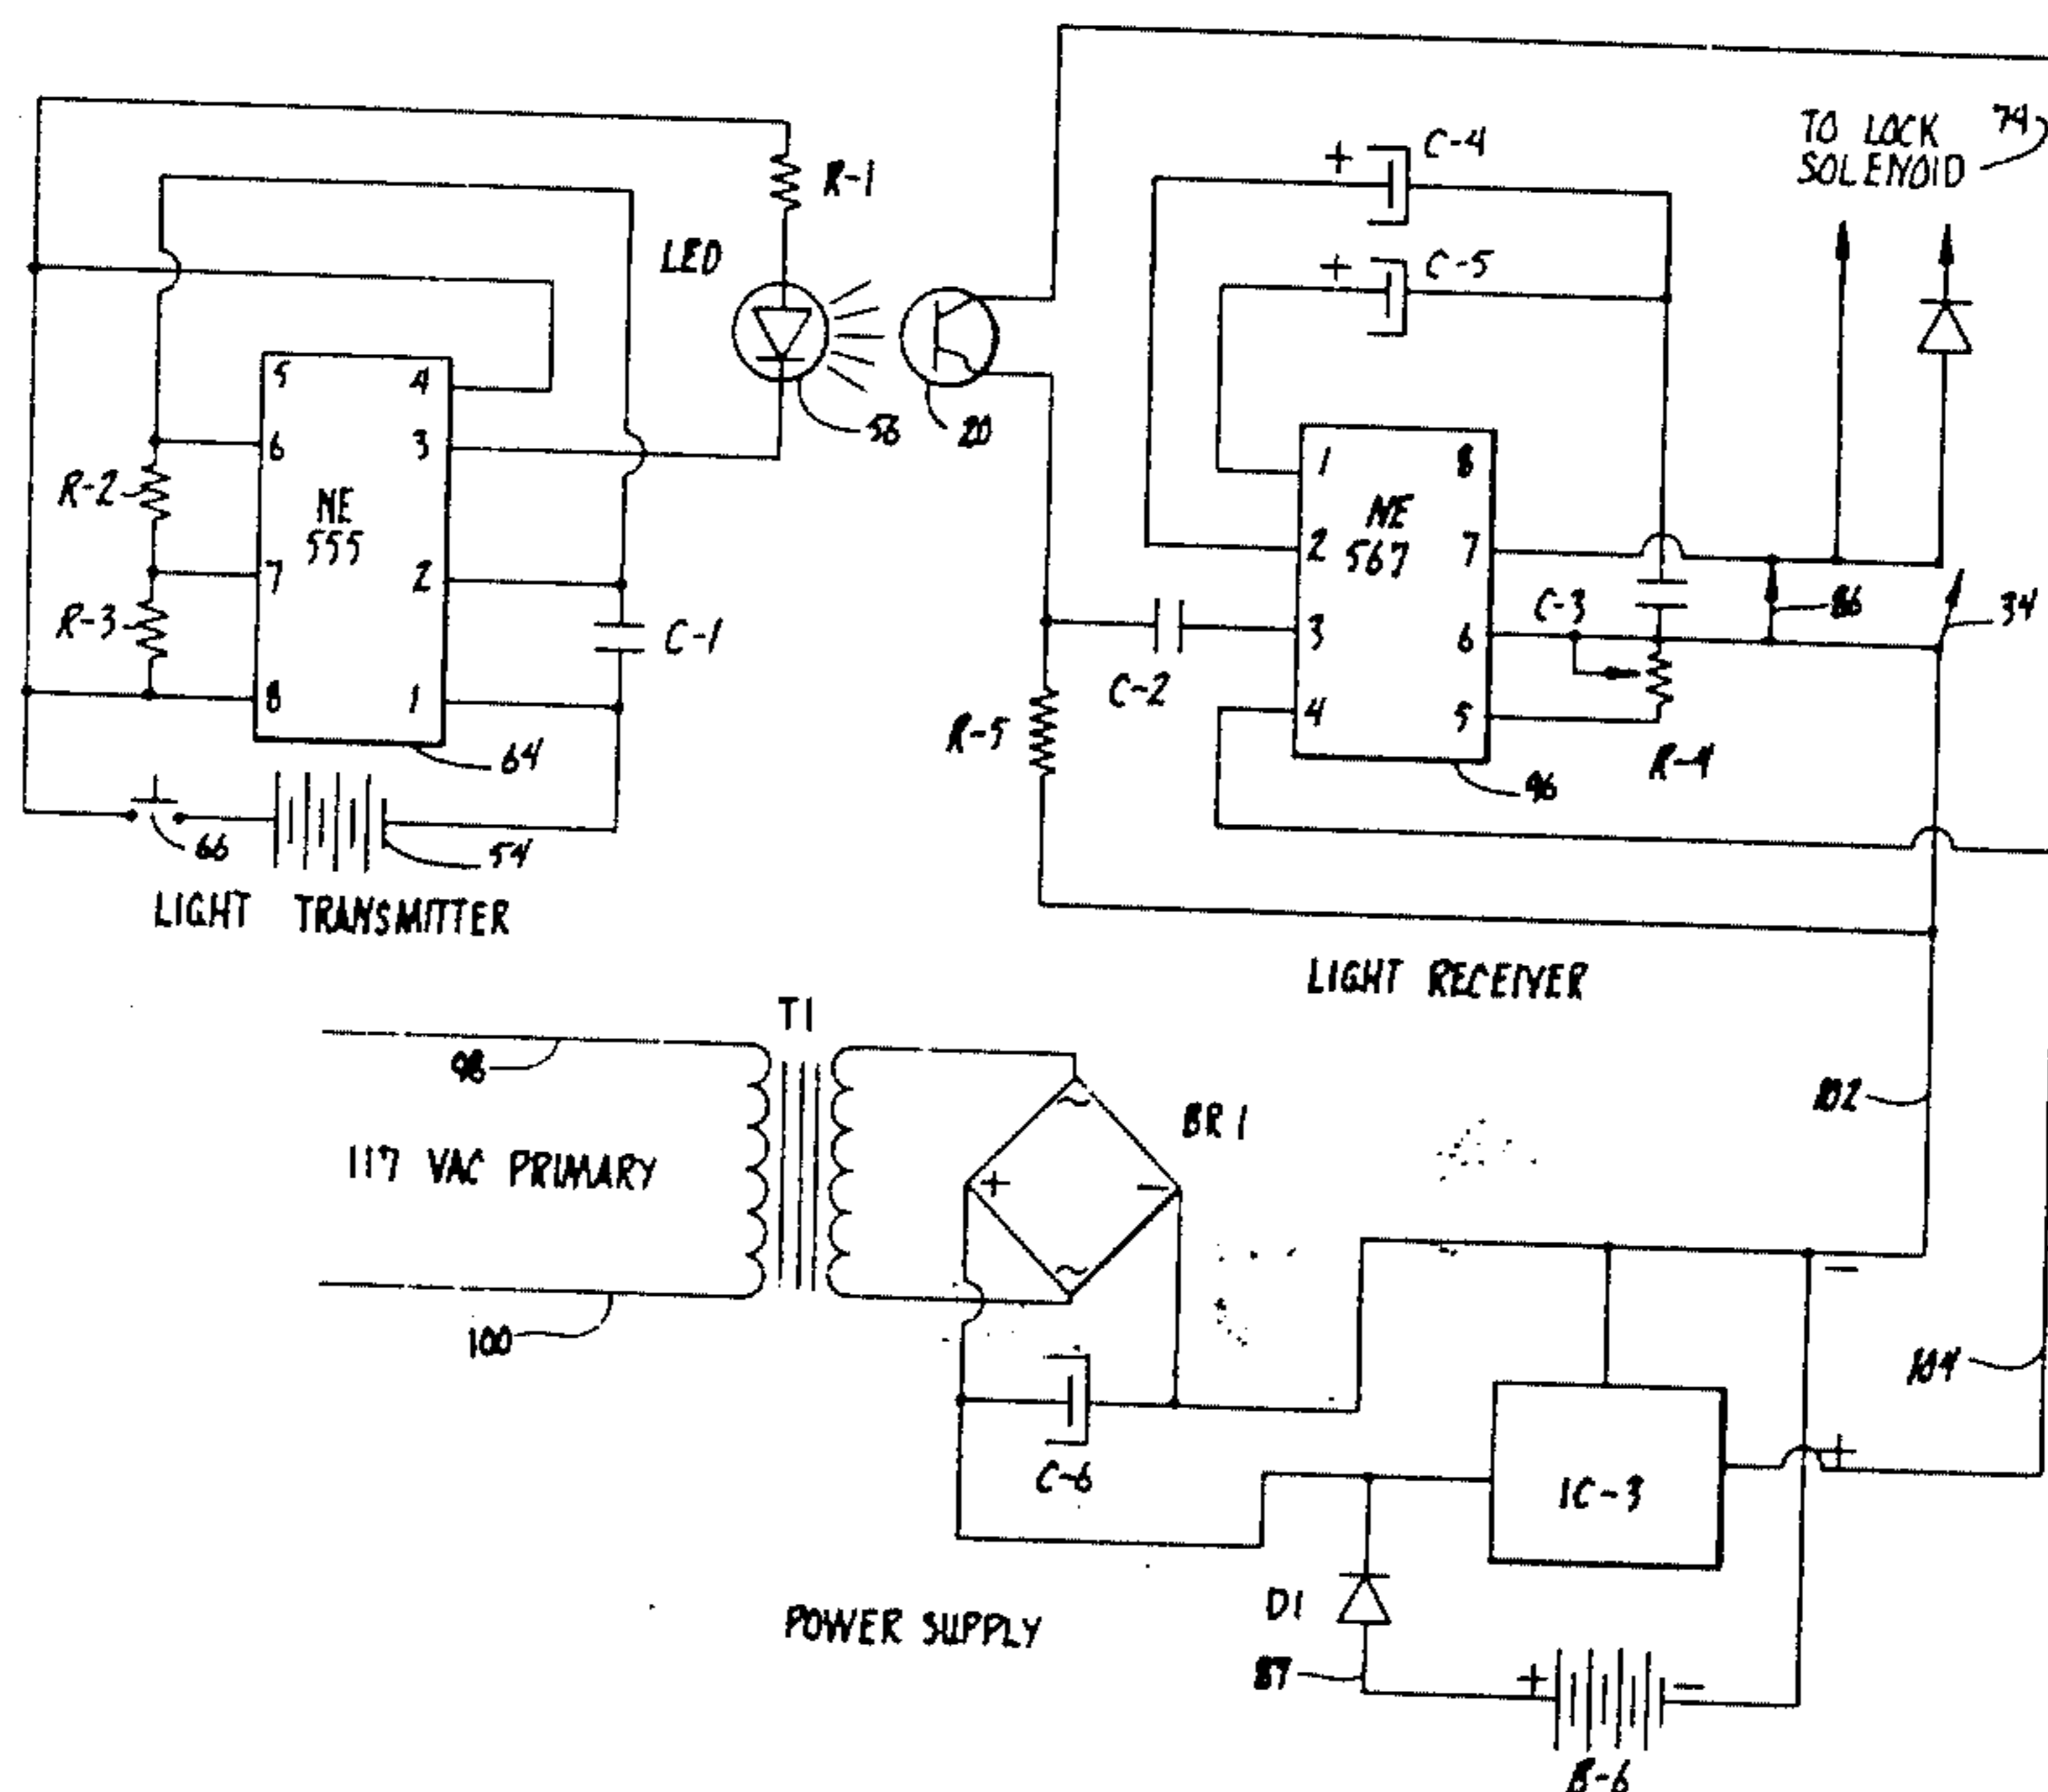 TO LOCK 74
SOLENOID
C-4
+
R-1
LED
C-5
+
5 4
6 3
R-2
NE
555
56
20
1 8
NE
567
2 7
7 2
R-3
C-1
C-3
86
34
3 6
C-2
8 1
4 5
R-5
R-4
64
96
66
54
LIGHT TRANSMITTER
LIGHT RECEIVER
T1
98
102
BR1
117 VAC PRIMARY
+ -
~
~
-
100
104
+
C-6
IC-3
D1
POWER SUPPLY
87
+ -
B-6